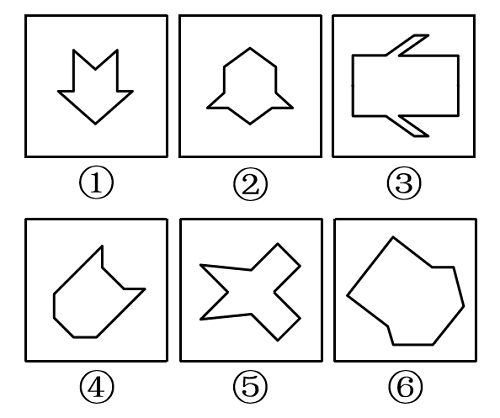 ① ② ③
④ ⑤ ⑥